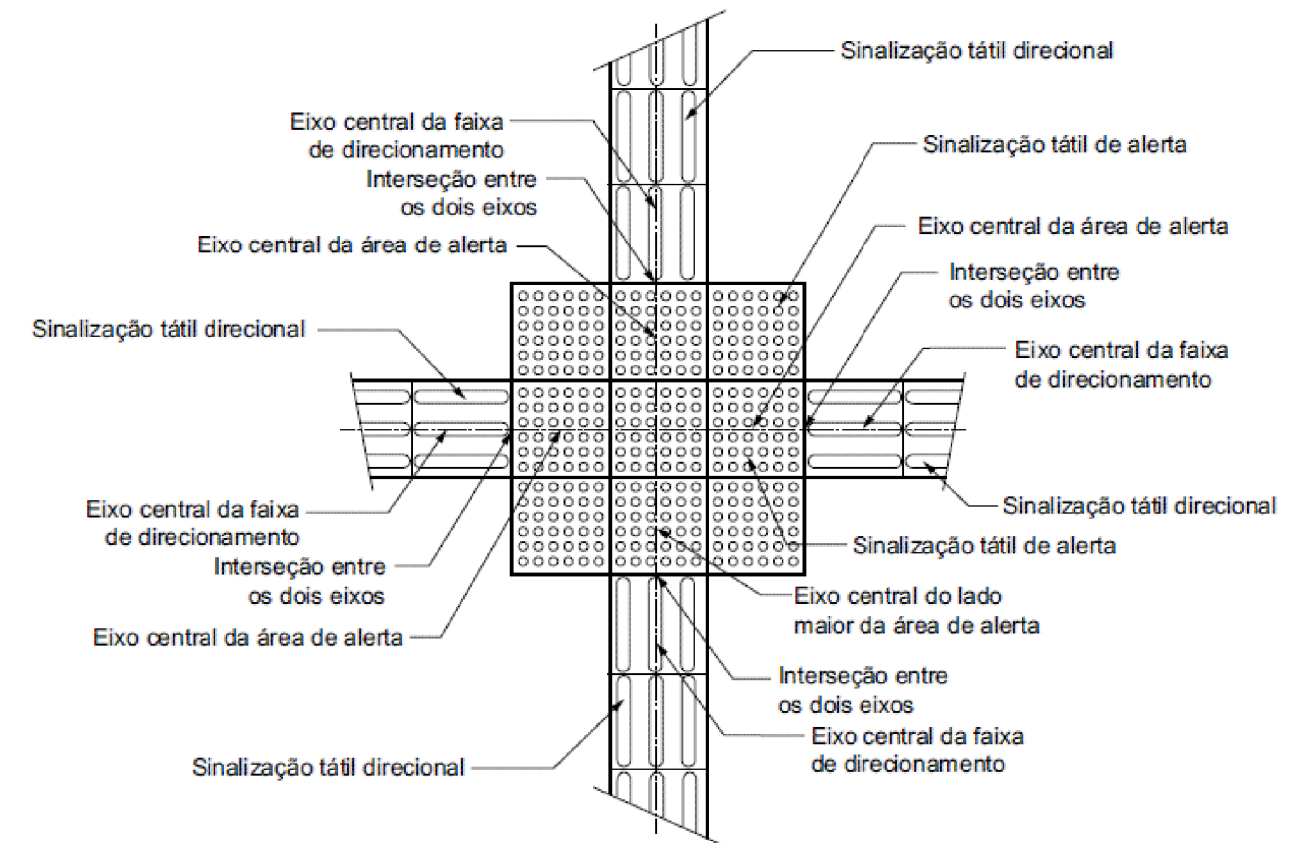 Sinalização tátil direcional
Eixo central da faixa
de direcionamento
Sinalização tátil de alerta
Interseção entre
os dois eixos
Eixo central da área de alerta
Eixo central da área de alerta
Interseção entre
os dois eixos
Sinalização tátil direcional
Eixo central da faixa
de direcionamento
Eixo central da faixa
de direcionamento
Sinalização tátil direcional
Sinalização tátil de alerta
Interseção entre
os dois eixos
Eixo central do lado
maior da área de alerta
Eixo central da área de alerta
Interseção entre
os dois eixos
Eixo central da faixa
de direcionamento
Sinalização tátil direcional